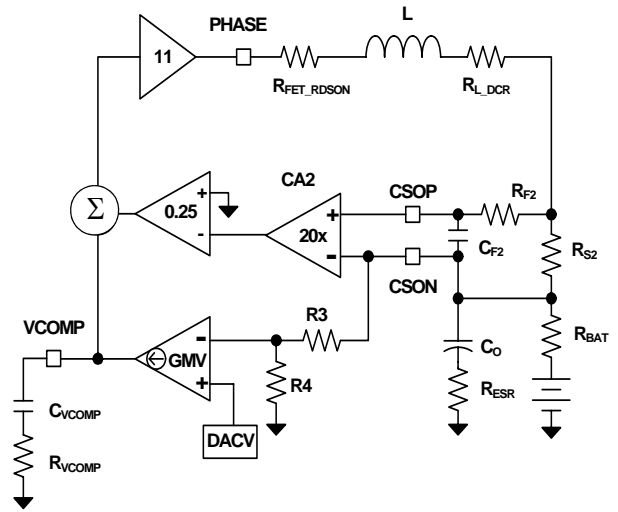 PHASE
L
11
R_FET_RDSON
R_L_DCR
CA2
CSOP
R_F2
Σ
0.25
+
-
20x
+
-
C_F2
R_S2
CSON
VCOMP
R3
R_BAT
GMV
-
+
R4
C_O
R_ESR
C_VCOMP
DACV
R_VCOMP